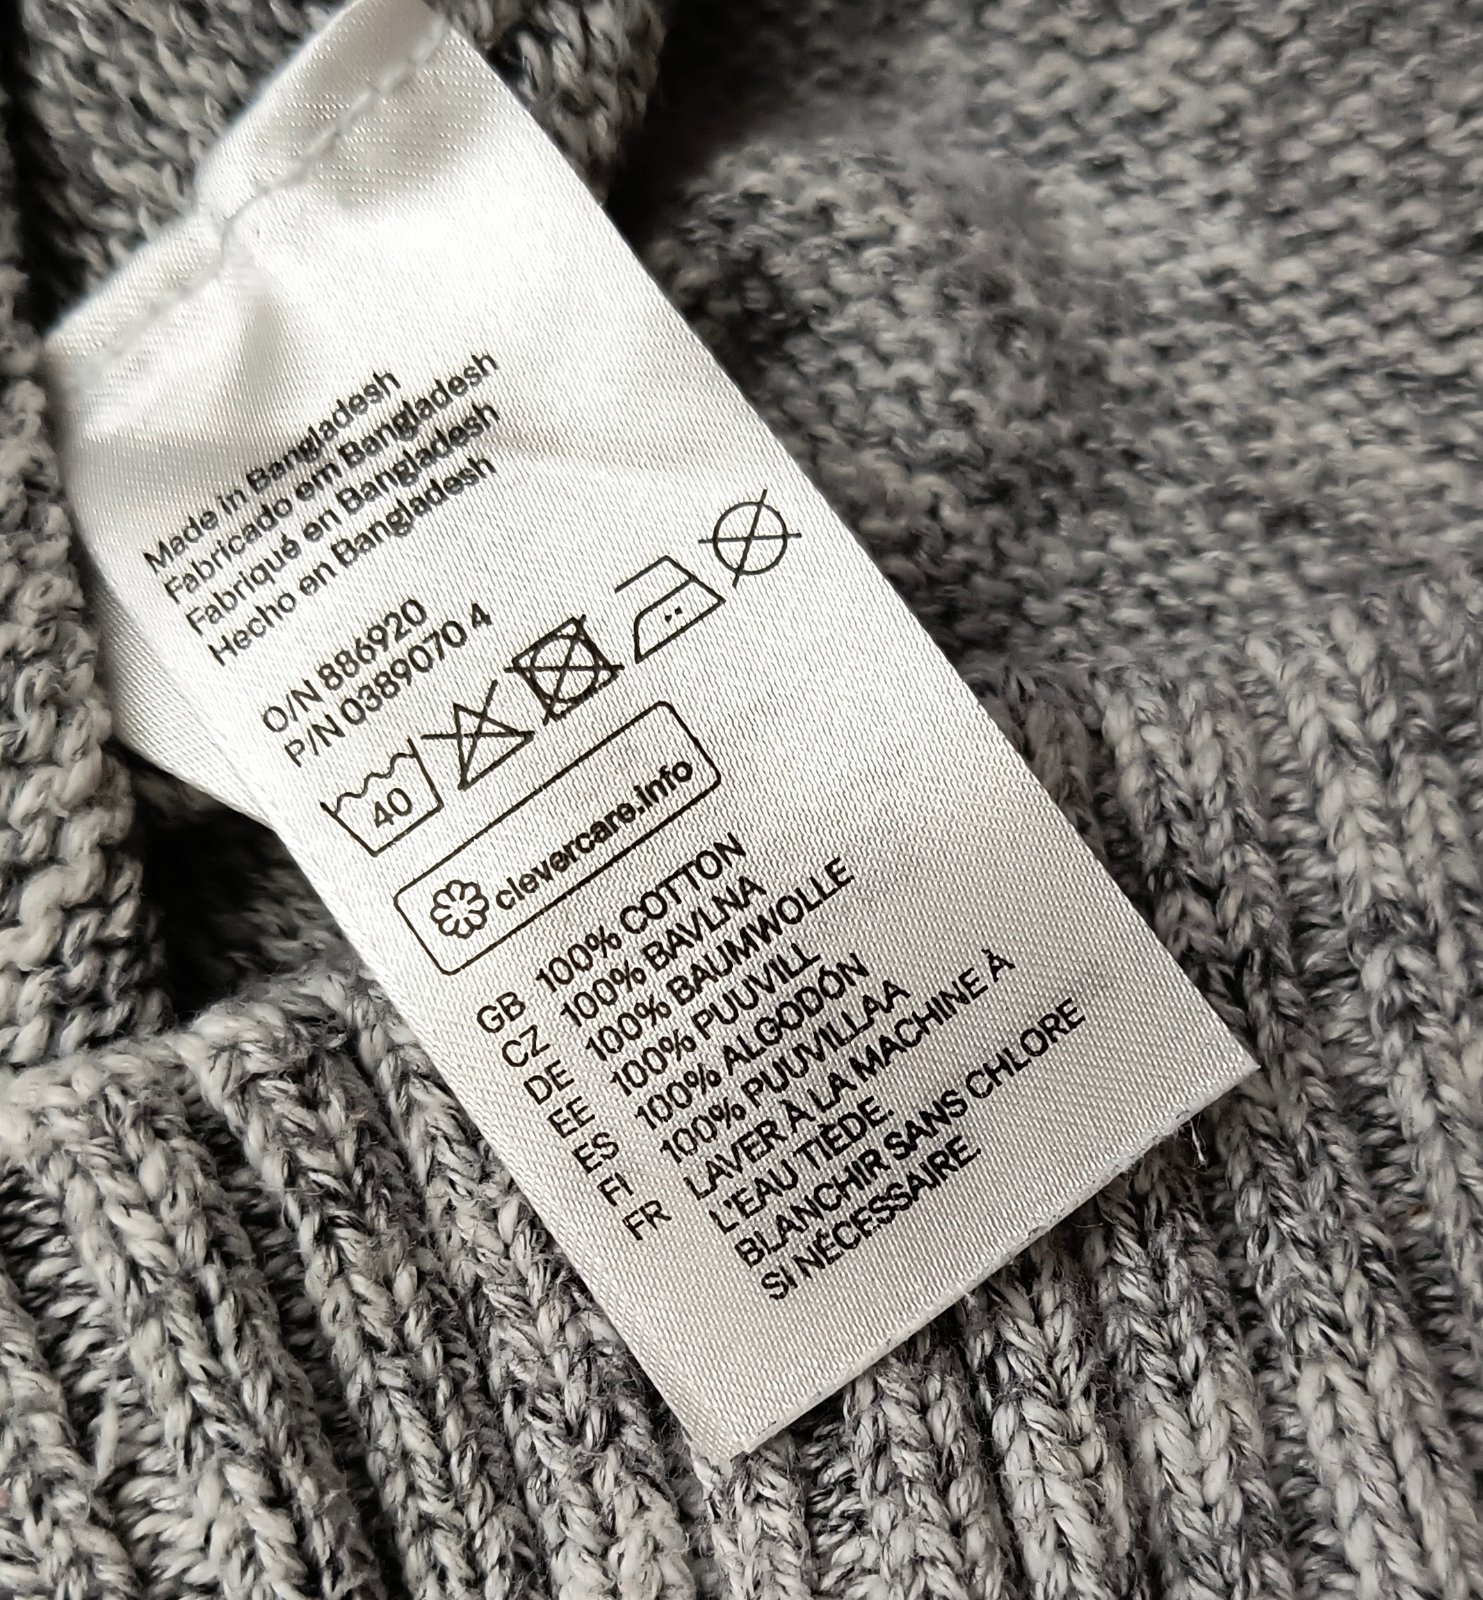 Made in Bangladesh
Fabricado em Bangladesh
Fabriqué en Bangladesh
Hecho en Bangladesh
O/N 886920
P/N 0389070 4
40
clevercare.info
GB 100% COTTON
CZ 100% BAVLNA
DE 100% BAUMWOLLE
EE 100% PUUVILL
ES 100% ALGODÓN
FI 100% PUUVILLAA
FR LAVER À LA MACHINE À
L'EAU TIÈDE.
BLANCHIR SANS CHLORE
SI NÉCESSAIRE